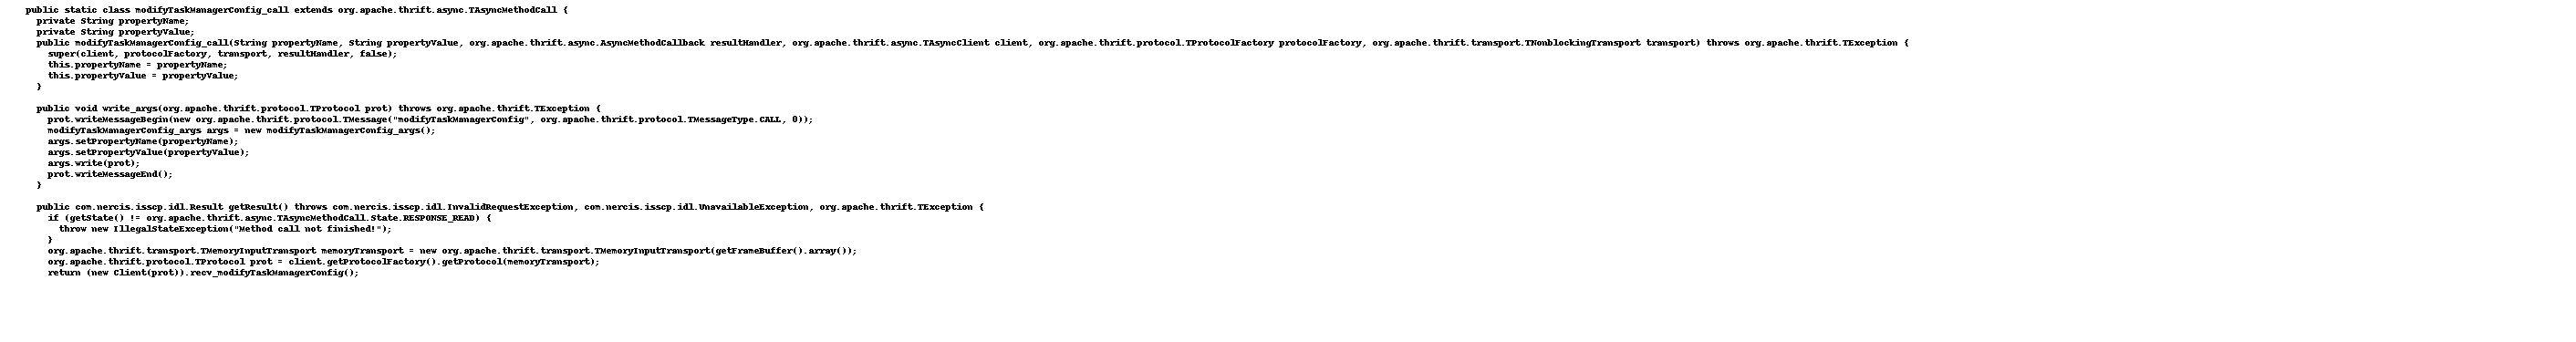 public static class modifyTaskManagerConfig_call extends org.apache.thrift.async.TAsyncMethodCall {
private String propertyName;
private String propertyValue;
public modifyTaskManagerConfig_call(String propertyName, String propertyValue, org.apache.thrift.async.AsyncMethodCallback resultHandler, org.apache.thrift.async.TAsyncClient client, org.apache.thrift.protocol.TProtocolFactory protocolFactory, org.apache.thrift.transport.TNonblockingTransport transport) throws org.apache.thrift.TException {
super(client, protocolFactory, transport, resultHandler, false);
this.propertyName = propertyName;
this.propertyValue = propertyValue;
}
public void write_args(org.apache.thrift.protocol.TProtocol prot) throws org.apache.thrift.TException {
prot.writeMessageBegin(new org.apache.thrift.protocol.TMessage("modifyTaskManagerConfig", org.apache.thrift.protocol.TMessageType.CALL, 0));
modifyTaskManagerConfig_args args = new modifyTaskManagerConfig_args();
args.setPropertyName(propertyName);
args.setPropertyValue(propertyValue);
args.write(prot);
prot.writeMessageEnd();
}
public com.nercis.isscp.idl.Result getResult() throws com.nercis.isscp.idl.InvalidRequestException, com.nercis.isscp.idl.UnavailableException, org.apache.thrift.TException {
if (getState() != org.apache.thrift.async.TAsyncMethodCall.State.RESPONSE_READ) {
throw new IllegalStateException("Method call not finished!");
}
org.apache.thrift.transport.TMemoryInputTransport memoryTransport = new org.apache.thrift.transport.TMemoryInputTransport(getFrameBuffer().array());
org.apache.thrift.protocol.TProtocol prot = client.getProtocolFactory().getProtocol(memoryTransport);
return (new Client(prot)).recv_modifyTaskManagerConfig();